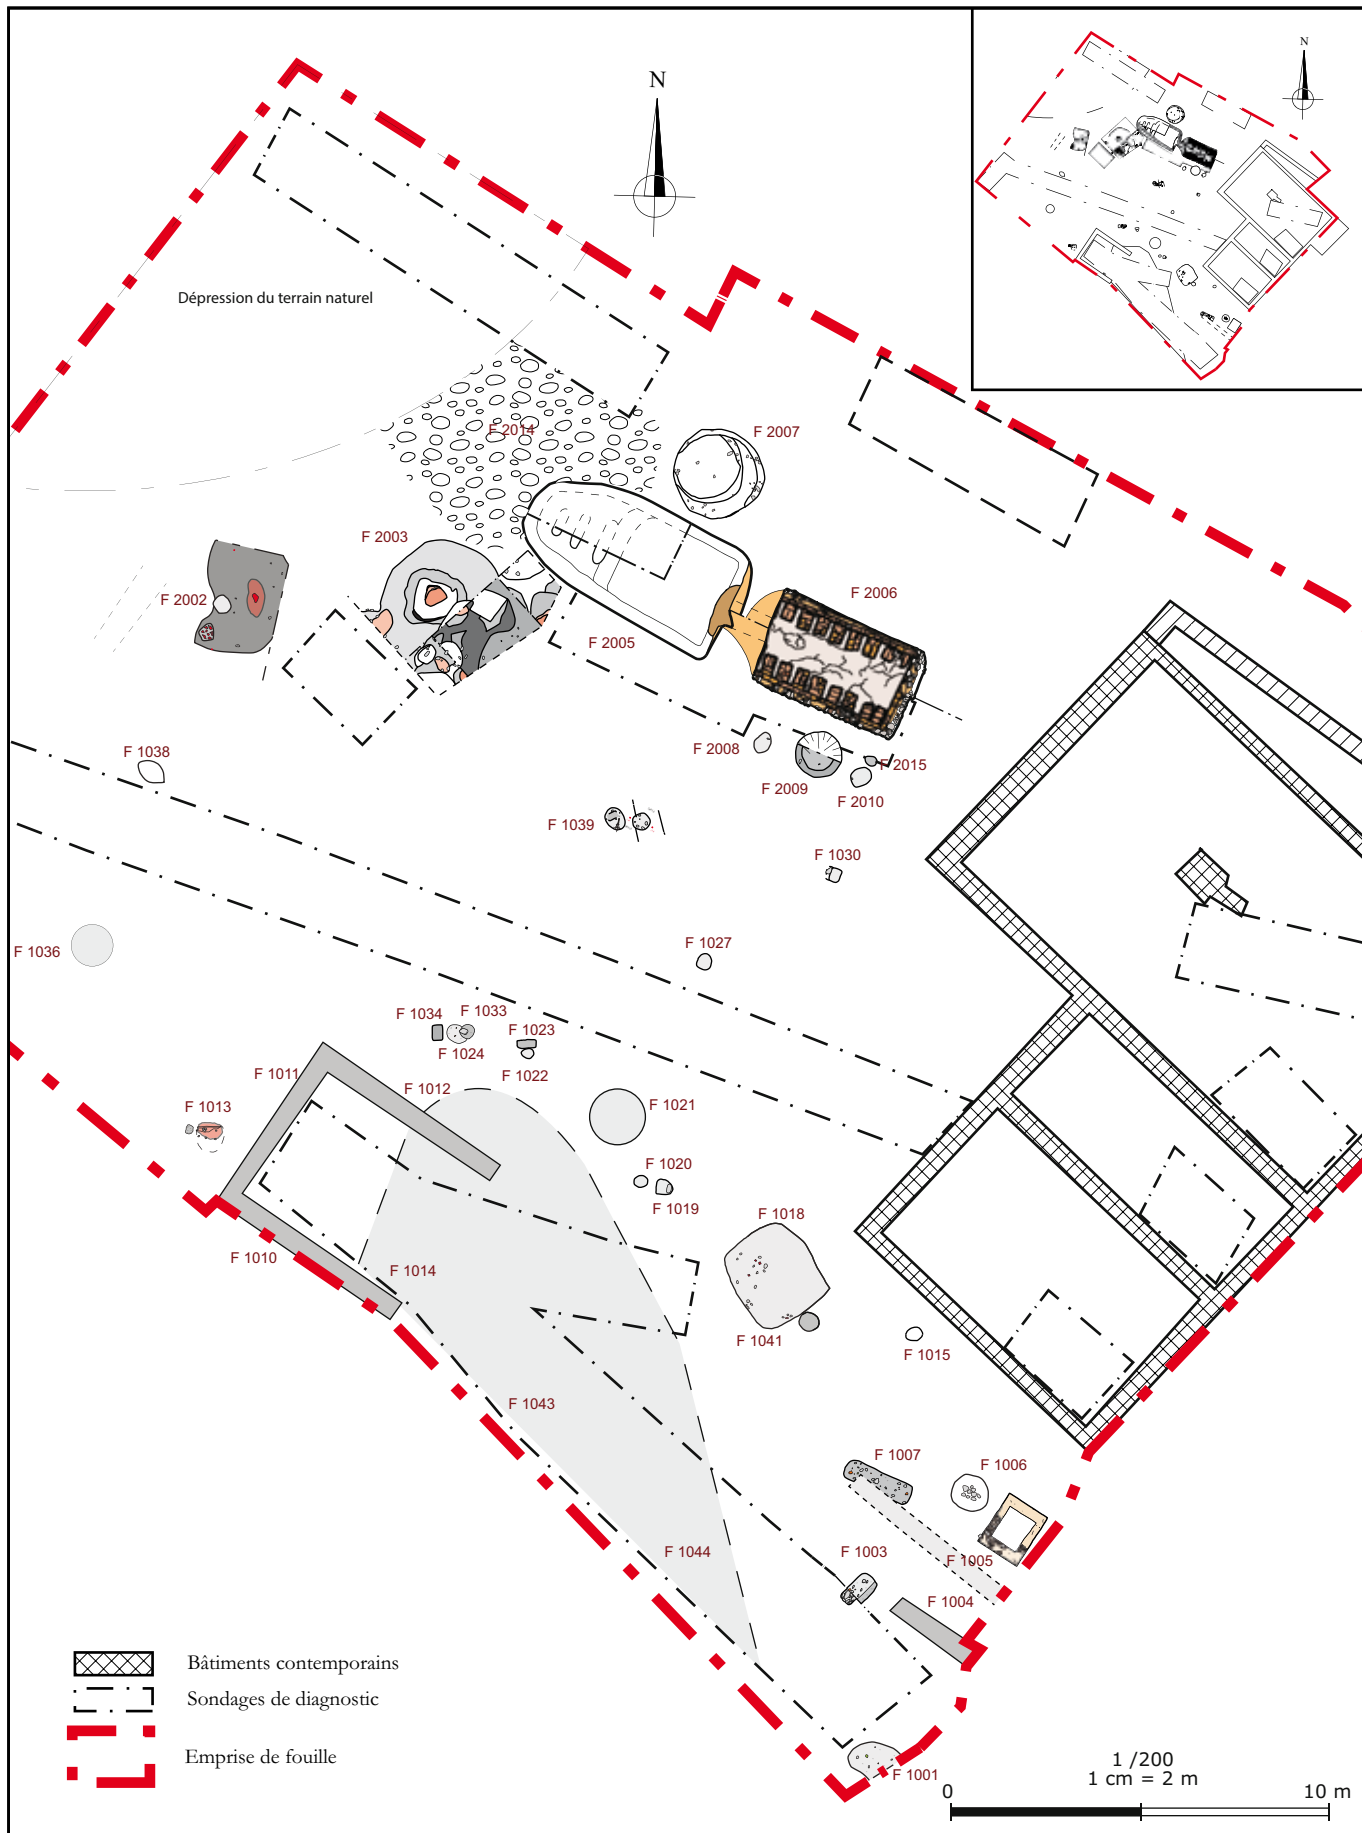 N
N
Dépression du terrain naturel
F 2014
F 2007
F 2003
F 2002
F 2006
F 2005
F 2008
F 1038
F 2015
F 2009
F 2010
F 1039
F 1030
F 1027
F 1036
F 1034
F 1033
F 1023
F 1024
F 1022
F 1011
F 1012
F 1021
F 1013
F 1020
F 1019
F 1018
F 1010
F 1014
F 1041
F 1015
F 1043
F 1007
F 1006
F 1044
F 1003
F 1005
F 1004
Bâtiments contemporains
Sondages de diagnostic
Emprise de fouille
F 1001
1 /200
1 cm = 2 m
0 10 m